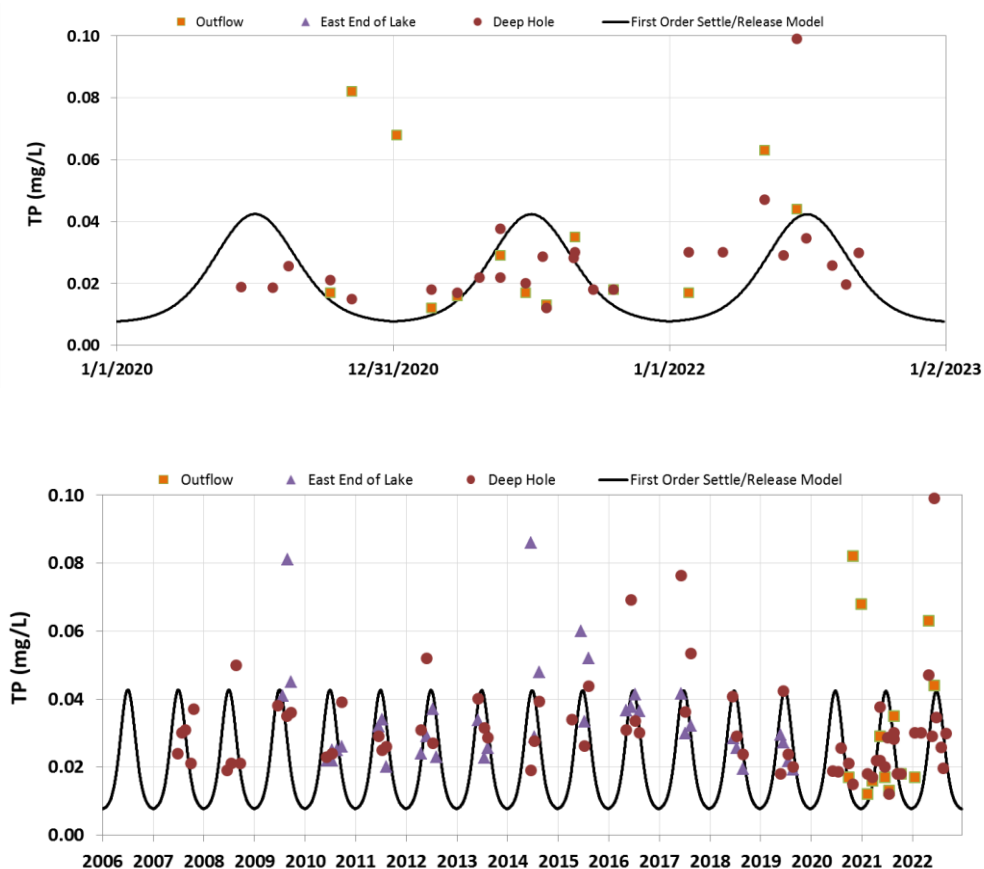 Outflow East End of Lake Deep Hole First Order Settle/Release Model
0.10
0.08
0.06
0.04
0.02
0.00
TP (mg/L)
1/1/2020 12/31/2020 1/1/2022 1/2/2023
Outflow East End of Lake Deep Hole First Order Settle/Release Model
0.10
0.08
0.06
0.04
0.02
0.00
TP (mg/L)
2006 2007 2008 2009 2010 2011 2012 2013 2014 2015 2016 2017 2018 2019 2020 2021 2022